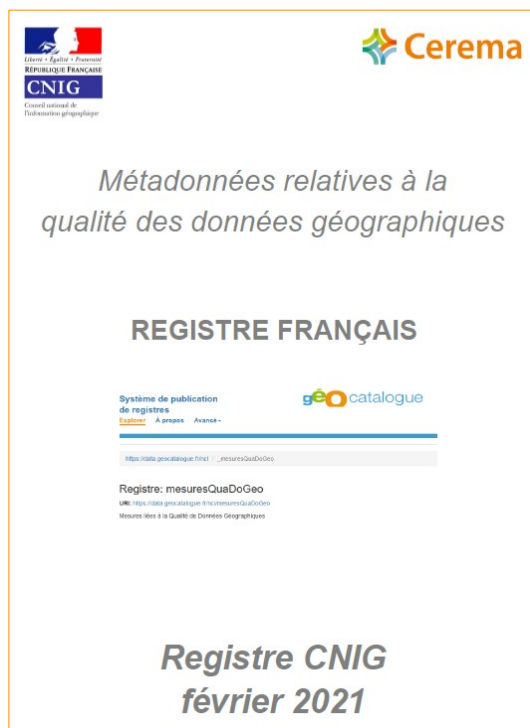 Liberté • Égalité • Fraternité
RÉPUBLIQUE FRANÇAISE
CNIG
Conseil national de
l'information géographique
Cerema
Métadonnées relatives à la
qualité des données géographiques
REGISTRE FRANÇAIS
Système de publication
de registres
géocatalogue
Explorer À propos Avancé
https://data.geocatalogue.fr/ncl / _mesuresQuaDoGeo
Registre: mesuresQuaDoGeo
URI: https://data.geocatalogue.fr/ncl/mesuresQuaDoGeo
Mesures liées à la Qualité de Données Géographiques
Registre CNIG
février 2021